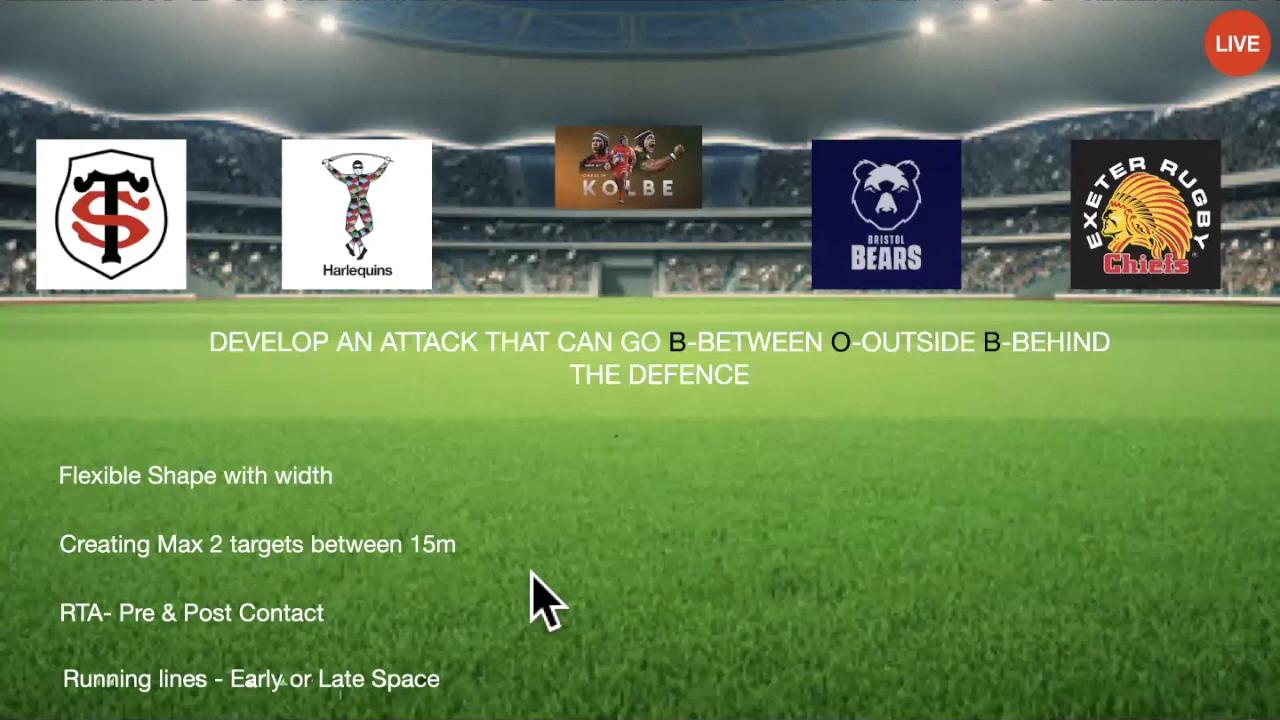 LIVE
TS
Harlequins
CHESLIN
KOLBE
BRISTOL
BEARS
EXETER RUGBY
Chiefs
DEVELOP AN ATTACK THAT CAN GO B-BETWEEN O-OUTSIDE B-BEHIND
THE DEFENCE
Flexible Shape with width
Creating Max 2 targets between 15m
RTA- Pre & Post Contact
Running lines - Early or Late Space